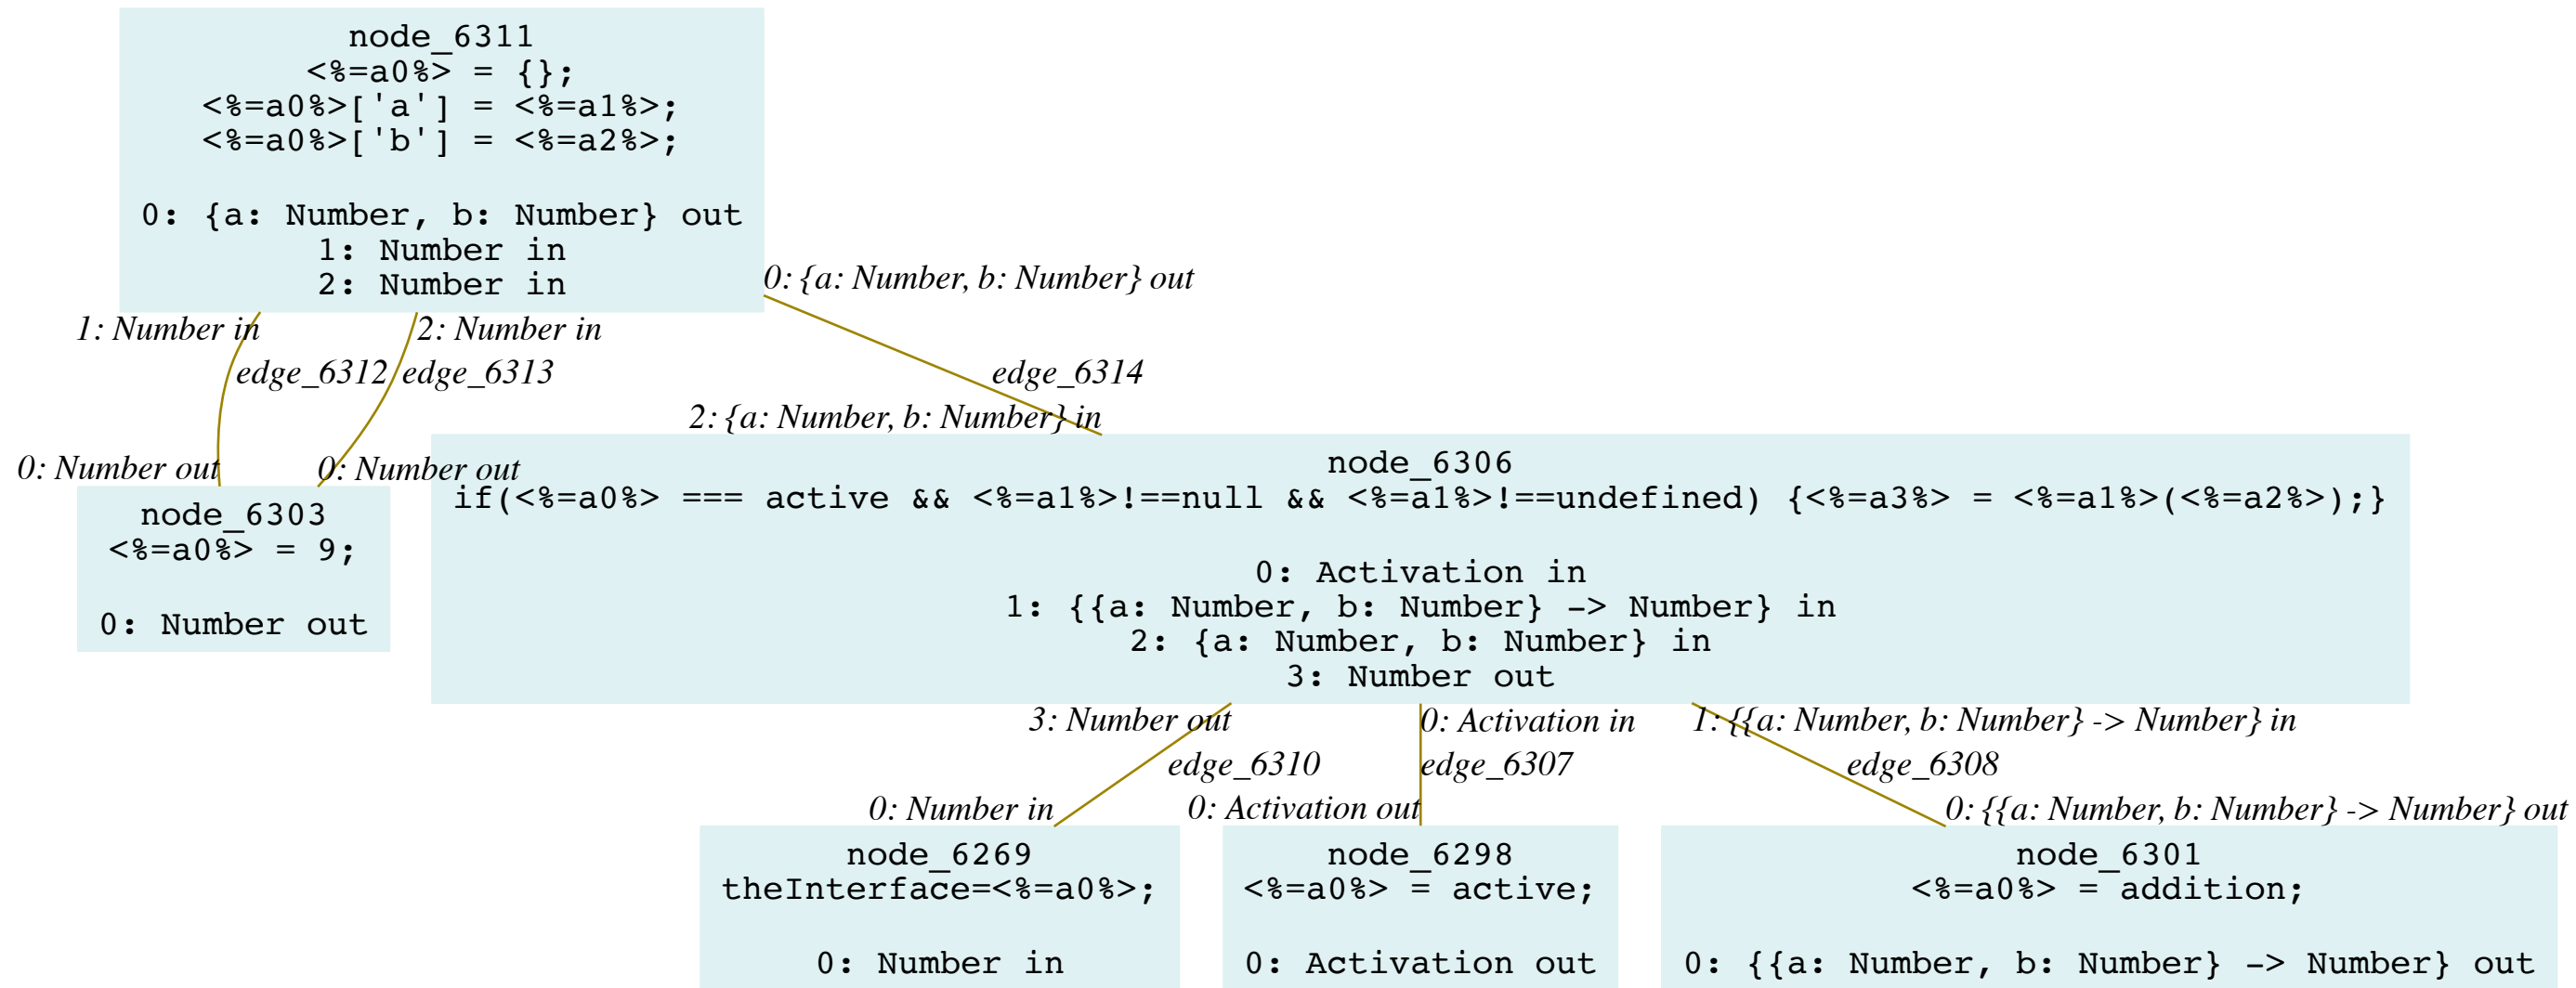 node_6311
<%=a0%> = {};
<%=a0%>['a'] = <%=a1%>;
<%=a0%>['b'] = <%=a2%>;
0: {a: Number, b: Number} out
1: Number in
2: Number in
0: {a: Number, b: Number} out
1: Number in
2: Number in
edge_6312
edge_6313
edge_6314
2: {a: Number, b: Number} in
0: Number out
0: Number out
node_6303
<%=a0%> = 9;
0: Number out
node_6306
if(<%=a0%> === active && <%=a1%>!==null && <%=a1%>!==undefined) {<%=a3%> = <%=a1%>(<%=a2%>);}
0: Activation in
1: {{a: Number, b: Number} -> Number} in
2: {a: Number, b: Number} in
3: Number out
3: Number out
0: Activation in
1: {{a: Number, b: Number} -> Number} in
edge_6310
edge_6307
edge_6308
0: Number in
0: Activation out
0: {{a: Number, b: Number} -> Number} out
node_6269
theInterface=<%=a0%>;
0: Number in
node_6298
<%=a0%> = active;
0: Activation out
node_6301
<%=a0%> = addition;
0: {{a: Number, b: Number} -> Number} out